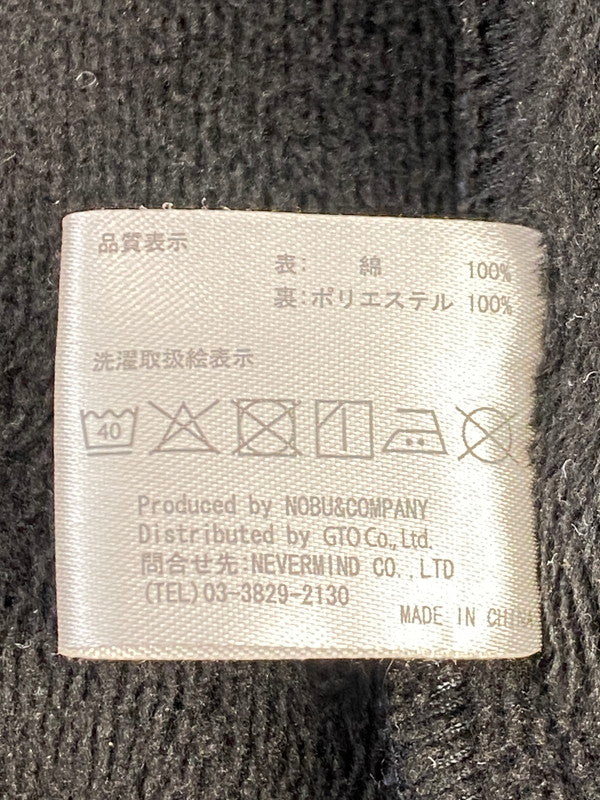 品質表示
表: 綿 100%
裏:ポリエステル 100%
洗濯取扱絵表示
40
Produced by NOBU&COMPANY
Distributed by GTO Co., Ltd.
問合せ先:NEVERMIND CO.,LTD
(TEL)03-3829-2130
MADE IN CHINA